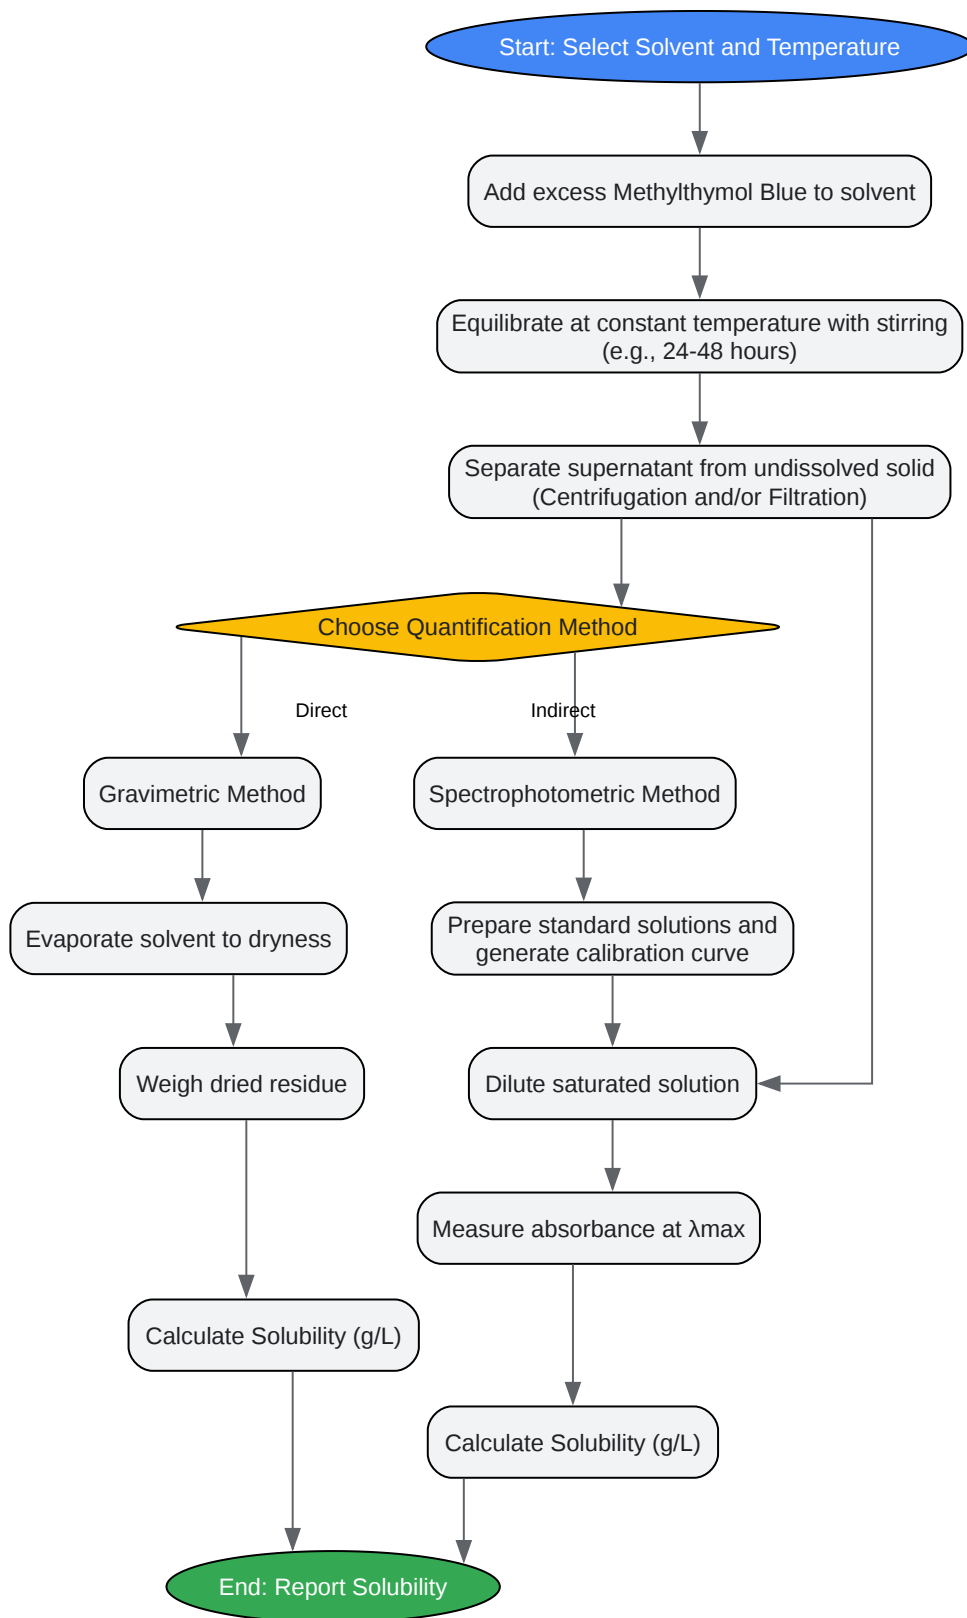 Start: Select Solvent and Temperature
Add excess Methylthymol Blue to solvent
Equilibrate at constant temperature with stirring
(e.g., 24-48 hours)
Separate supernatant from undissolved solid
(Centrifugation and/or Filtration)
Choose Quantification Method
Direct
Indirect
Gravimetric Method
Spectrophotometric Method
Evaporate solvent to dryness
Prepare standard solutions and
generate calibration curve
Weigh dried residue
Dilute saturated solution
Measure absorbance at λmax
Calculate Solubility (g/L)
Calculate Solubility (g/L)
End: Report Solubility